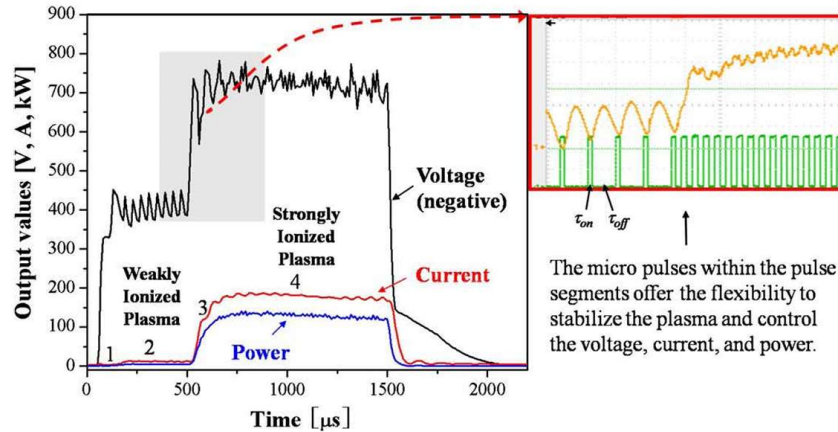 900
800
700
600
500
400
300
200
100
0
Output values [V, A, kW]
0
500
1000
1500
2000
Time [μs]
Voltage
(negative)
Strongly
Ionized
Plasma
Weakly
Ionized
Plasma
1
2
3
4
Current
Power
τon
τoff
The micro pulses within the pulse
segments offer the flexibility to
stabilize the plasma and control
the voltage, current, and power.